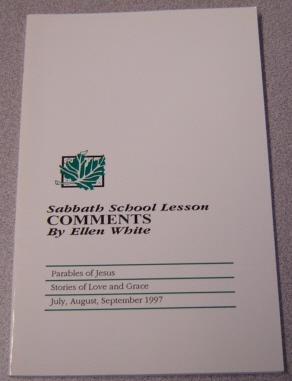 Sabbath School Lesson
COMMENTS
By Ellen White
Parables of Jesus
Stories of Love and Grace
July, August, September 1997